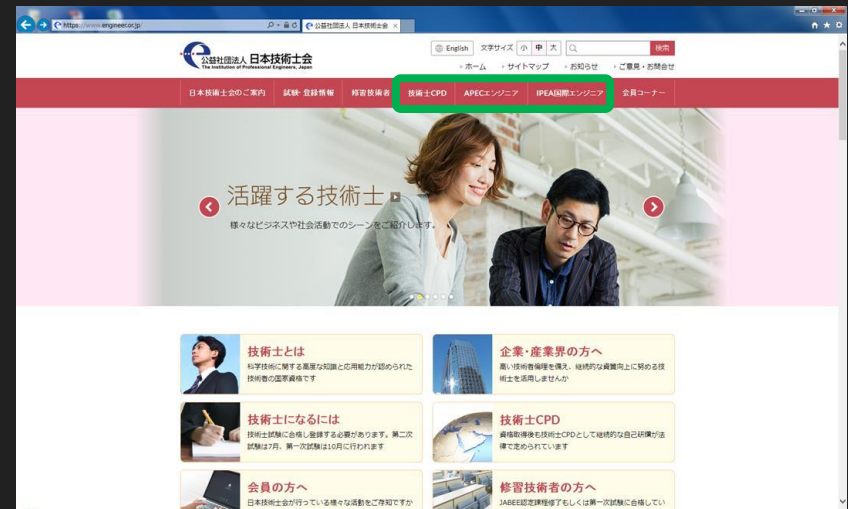 https://www.engineer.or.jp/
公益社団法人 日本技術士会
公益社団法人 日本技術士会
The Institution of Professional Engineers, Japan
English 文字サイズ 小 中 大 検索
ホーム サイトマップ お知らせ ご意見・お問合せ
日本技術士会のご案内 試験・登録情報 修習技術者 技術士CPD APECエンジニア IPEA国際エンジニア 会員コーナー
活躍する技術士
様々なビジネスや社会活動でのシーンをご紹介します。
技術士とは
科学技術に関する高度な知識と応用能力が認められた
技術者の国家資格です
企業・産業界の方へ
高い技術者倫理を備え、継続的な資質向上に努める技
術士を活用しませんか
技術士になるには
技術士試験に合格し登録する必要があります。第二次
試験は7月、第一次試験は10月に行われます
技術士CPD
資格取得後も技術士CPDとして継続的な自己研鑽が法
律で定められています
会員の方へ
日本技術士会が行っている様々な活動をご存知ですか
修習技術者の方へ
JABEE認定課程修了もしくは第一次試験に合格してい